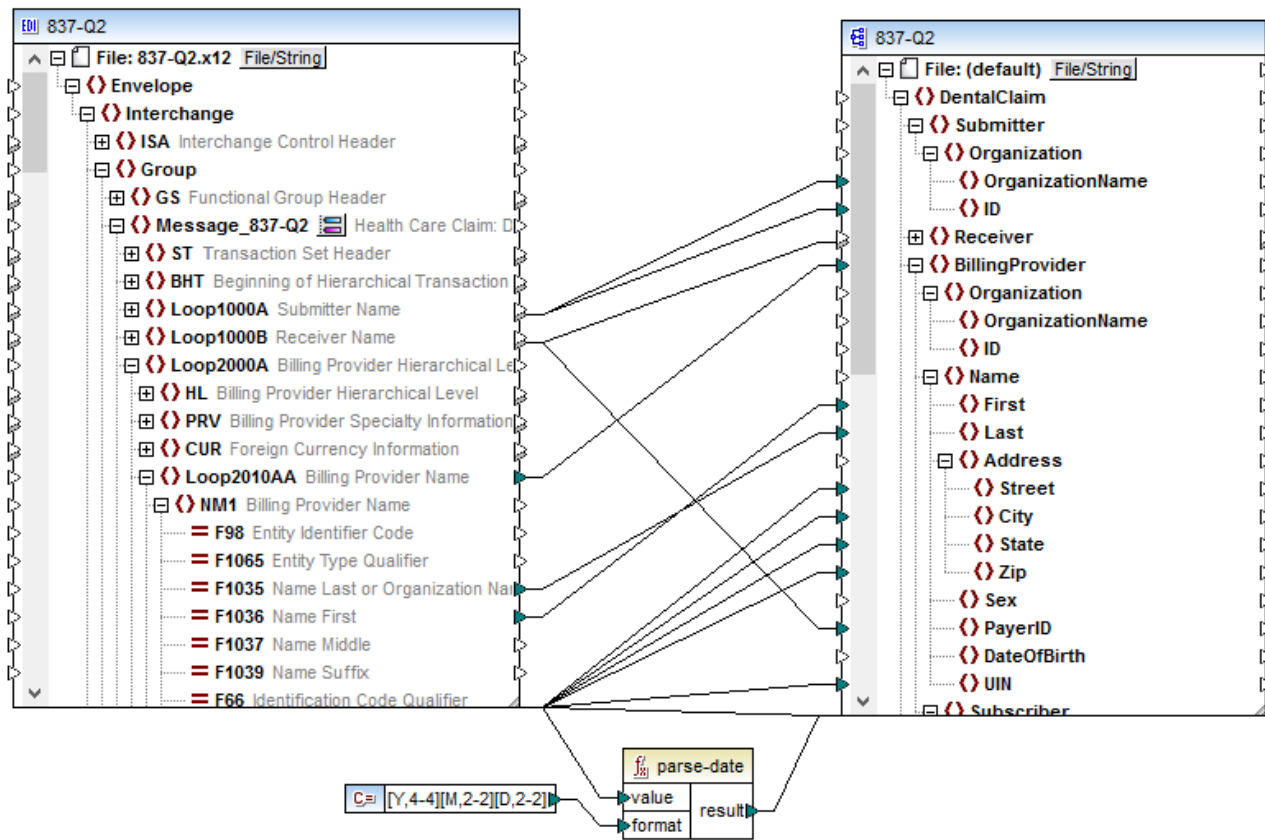 EDI 837-Q2
File: 837-Q2.x12 File/String
Envelope
Interchange
ISA Interchange Control Header
Group
GS Functional Group Header
Message_837-Q2 Health Care Claim: D
ST Transaction Set Header
BHT Beginning of Hierarchical Transaction
Loop1000A Submitter Name
Loop1000B Receiver Name
Loop2000A Billing Provider Hierarchical Le
HL Billing Provider Hierarchical Level
PRV Billing Provider Specialty Information
CUR Foreign Currency Information
Loop2010AA Billing Provider Name
NM1 Billing Provider Name
F98 Entity Identifier Code
F1065 Entity Type Qualifier
F1035 Name Last or Organization Nar
F1036 Name First
F1037 Name Middle
F1039 Name Suffix
F66 Identification Code Qualifier
837-Q2
File: (default) File/String
DentalClaim
Submitter
Organization
OrganizationName
ID
Receiver
BillingProvider
Organization
OrganizationName
ID
Name
First
Last
Address
Street
City
State
Zip
Sex
PayerID
DateOfBirth
UIN
Subscriber
C= [Y,4-4][M,2-2][D,2-2]
parse-date
value
format
result